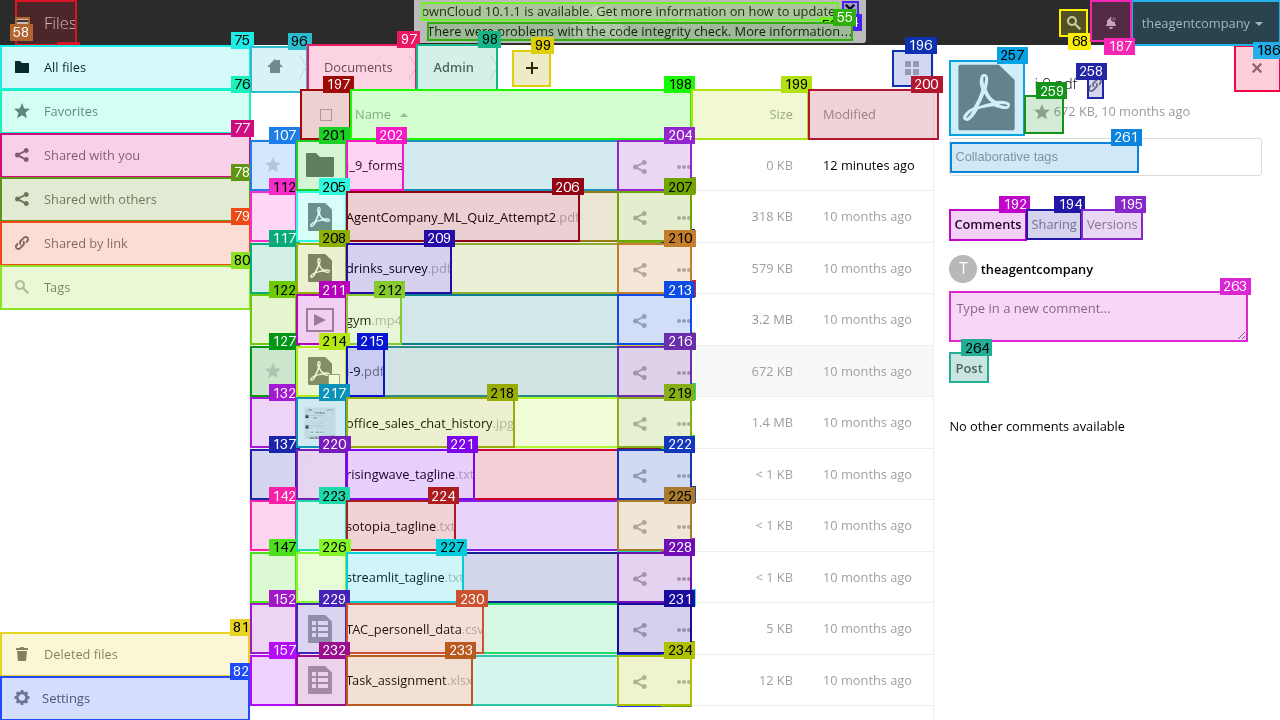 Files
ownCloud 10.1.1 is available. Get more information on how to update
There were problems with the code integrity check. More information...
55
58
68
187
theagentcompany
186
75
All files
76
Favorites
77
Shared with you
78
Shared with others
79
Shared by link
80
Tags
81
Deleted files
82
Settings
96
97
Documents
98
Admin
99
+
196
197
198
Name
199
Size
200
Modified
107
201
202
_9_forms
204
0 KB
12 minutes ago
112
205
206
AgentCompany_ML_Quiz_Attempt2.pdf
207
318 KB
10 months ago
117
208
209
drinks_survey.pdf
210
579 KB
10 months ago
122
211
212
gym.mp4
213
3.2 MB
10 months ago
127
214
215
-9.pdf
216
672 KB
10 months ago
132
217
218
office_sales_chat_history.jpg
219
1.4 MB
10 months ago
137
220
221
risingwave_tagline.txt
222
< 1 KB
10 months ago
142
223
224
sotopia_tagline.txt
225
< 1 KB
10 months ago
147
226
227
streamlit_tagline.txt
228
< 1 KB
10 months ago
152
229
230
TAC_personell_data.csv
231
5 KB
10 months ago
157
232
233
Task_assignment.xlsx
234
12 KB
10 months ago
257
258
259
672 KB, 10 months ago
261
Collaborative tags
192
Comments
194
Sharing
195
Versions
T
theagentcompany
263
Type in a new comment...
264
Post
No other comments available